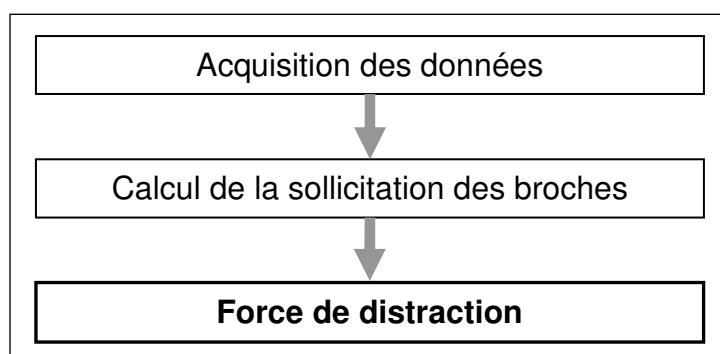 Acquisition des données
Calcul de la sollicitation des broches
Force de distraction